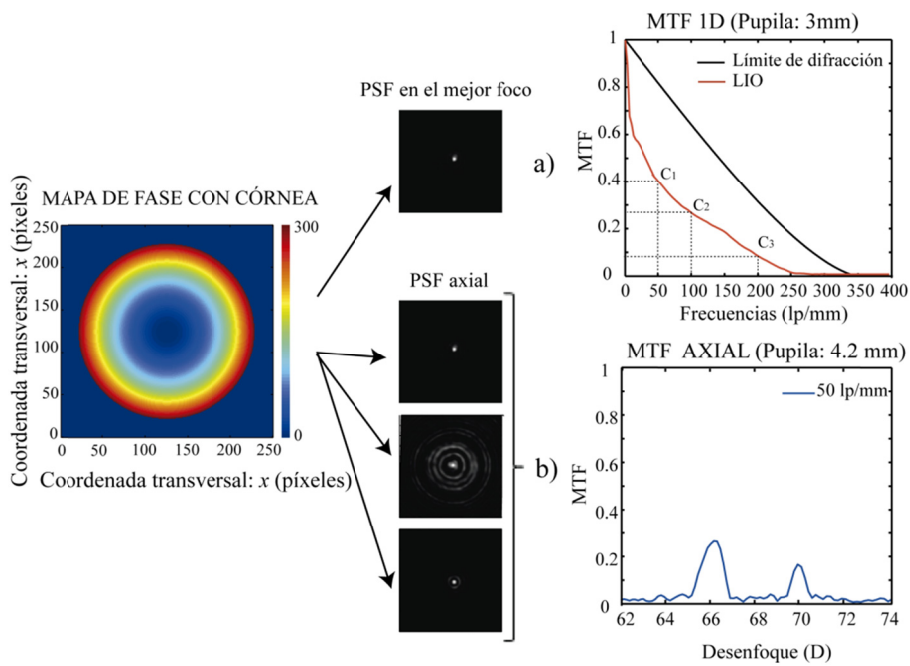 MAPA DE FASE CON CÓRNEA
Coordenada transversal: x (píxeles)
250
200
150
100
50
0
0 50 100 150 200 250
Coordenada transversal: x (píxeles)
300
0
PSF en el mejor foco
PSF axial
a)
b)
MTF 1D (Pupila: 3mm)
MTF
1
0.8
0.6
0.4
0.2
0
Límite de difracción
LIO
C1
C2
C3
0 50 100 150 200 250 300 350 400
Frecuencias (lp/mm)
MTF AXIAL (Pupila: 4.2 mm)
MTF
1
0.8
0.6
0.4
0.2
0
50 lp/mm
62 64 66 68 70 72 74
Desenfoque (D)